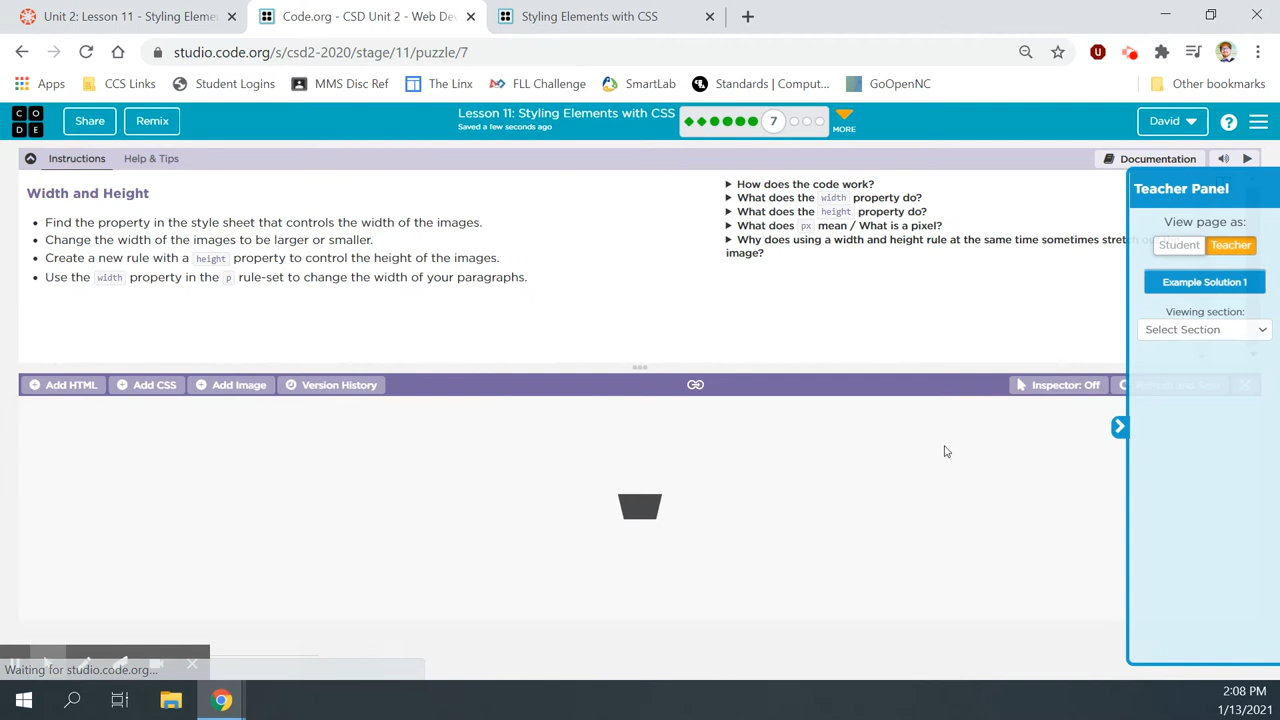 Unit 2: Lesson 11 - Styling Eleme
Code.org - CSD Unit 2 - Web De
Styling Elements with CSS
studio.code.org/s/csd2-2020/stage/11/puzzle/7
Apps
CCS Links
Student Logins
MMS Disc Ref
The Linx
FLL Challenge
SmartLab
Standards | Comput...
GoOpenNC
Other bookmarks
C O D E
Share
Remix
Lesson 11: Styling Elements with CSS
Saved a few seconds ago
7
MORE
David
Instructions
Help & Tips
Documentation
Width and Height
Find the property in the style sheet that controls the width of the images.
Change the width of the images to be larger or smaller.
Create a new rule with a height property to control the height of the images.
Use the width property in the p rule-set to change the width of your paragraphs.
How does the code work?
What does the width property do?
What does the height property do?
What does px mean / What is a pixel?
Why does using a width and height rule at the same time sometimes stretch
image?
Teacher Panel
View page as:
Student Teacher
Example Solution 1
Viewing section:
Select Section
Add HTML
Add CSS
Add Image
Version History
Inspector: Off
Refresh and Save
Waiting for studio.code.org...
2:08 PM
1/13/2021